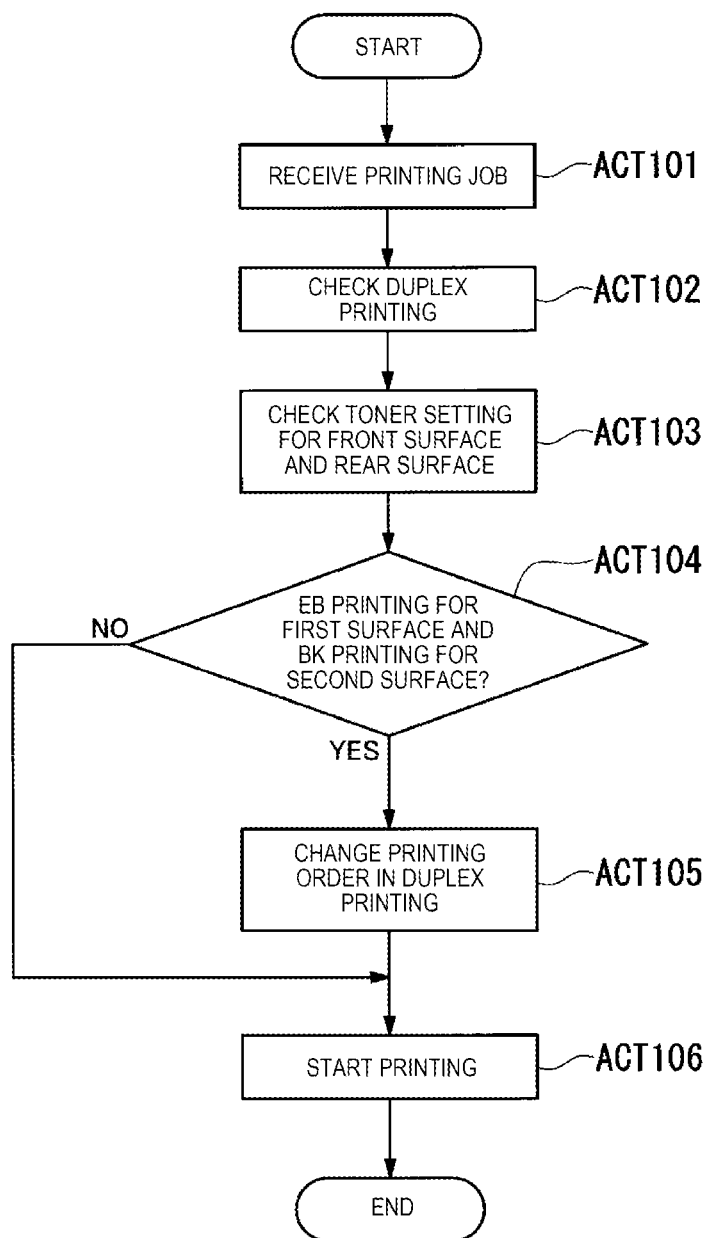 START
RECEIVE PRINTING JOB
ACT101
CHECK DUPLEX
PRINTING
ACT102
CHECK TONER SETTING
FOR FRONT SURFACE
AND REAR SURFACE
ACT103
EB PRINTING FOR
FIRST SURFACE AND
BK PRINTING FOR
SECOND SURFACE?
ACT104
NO
YES
CHANGE PRINTING
ORDER IN DUPLEX
PRINTING
ACT105
START PRINTING
ACT106
END